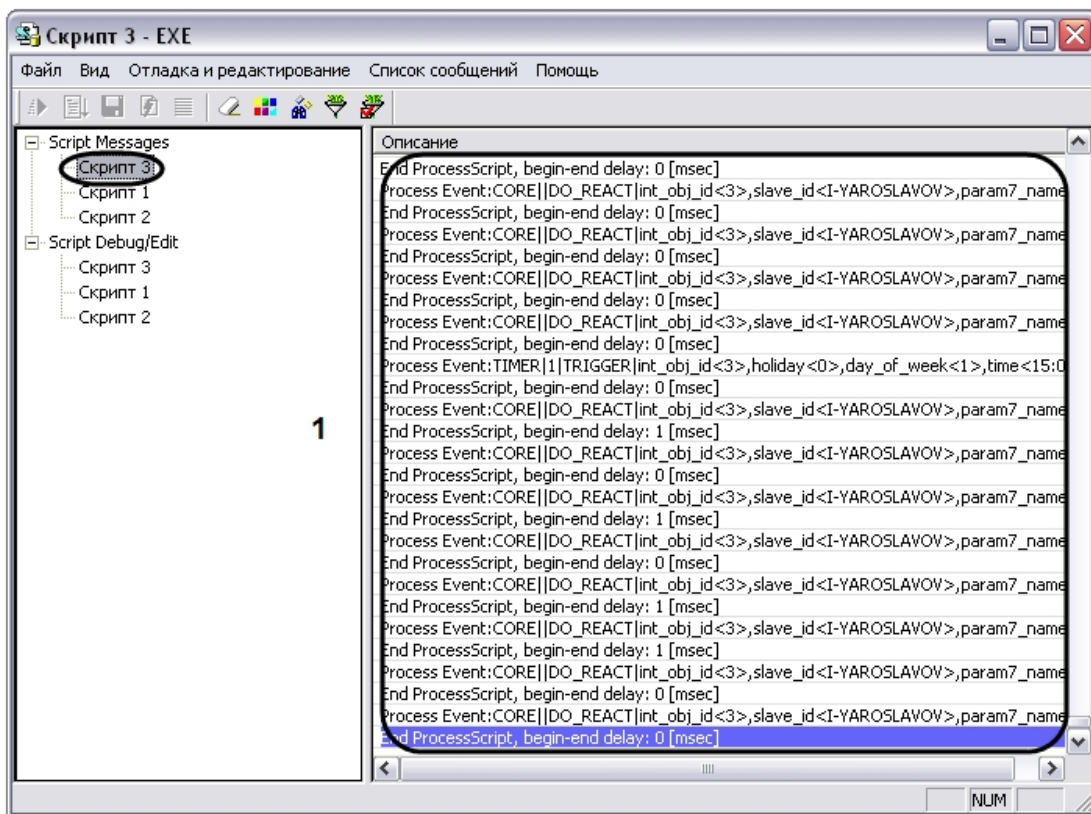 Скрипт 3 - EXE
Файл Вид Отладка и редактирование Список сообщений Помощь
Script Messages
Скрипт 3
Скрипт 1
Скрипт 2
Script Debug/Edit
Скрипт 3
Скрипт 1
Скрипт 2
1
Описание
End ProcessScript, begin-end delay: 0 [msec]
Process Event:CORE||DO_REACT|int_obj_id<3>,slave_id<I-YAROSLAVOV>,param7_name
End ProcessScript, begin-end delay: 0 [msec]
Process Event:CORE||DO_REACT|int_obj_id<3>,slave_id<I-YAROSLAVOV>,param7_name
End ProcessScript, begin-end delay: 0 [msec]
Process Event:CORE||DO_REACT|int_obj_id<3>,slave_id<I-YAROSLAVOV>,param7_name
End ProcessScript, begin-end delay: 0 [msec]
Process Event:CORE||DO_REACT|int_obj_id<3>,slave_id<I-YAROSLAVOV>,param7_name
End ProcessScript, begin-end delay: 0 [msec]
Process Event:TIMER|1|TRIGGER|int_obj_id<3>,holiday<0>,day_of_week<1>,time<15:0
End ProcessScript, begin-end delay: 0 [msec]
Process Event:CORE||DO_REACT|int_obj_id<3>,slave_id<I-YAROSLAVOV>,param7_name
End ProcessScript, begin-end delay: 1 [msec]
Process Event:CORE||DO_REACT|int_obj_id<3>,slave_id<I-YAROSLAVOV>,param7_name
End ProcessScript, begin-end delay: 0 [msec]
Process Event:CORE||DO_REACT|int_obj_id<3>,slave_id<I-YAROSLAVOV>,param7_name
End ProcessScript, begin-end delay: 1 [msec]
Process Event:CORE||DO_REACT|int_obj_id<3>,slave_id<I-YAROSLAVOV>,param7_name
End ProcessScript, begin-end delay: 0 [msec]
Process Event:CORE||DO_REACT|int_obj_id<3>,slave_id<I-YAROSLAVOV>,param7_name
End ProcessScript, begin-end delay: 1 [msec]
Process Event:CORE||DO_REACT|int_obj_id<3>,slave_id<I-YAROSLAVOV>,param7_name
End ProcessScript, begin-end delay: 1 [msec]
Process Event:CORE||DO_REACT|int_obj_id<3>,slave_id<I-YAROSLAVOV>,param7_name
End ProcessScript, begin-end delay: 0 [msec]
Process Event:CORE||DO_REACT|int_obj_id<3>,slave_id<I-YAROSLAVOV>,param7_name
End ProcessScript, begin-end delay: 0 [msec]
NUM